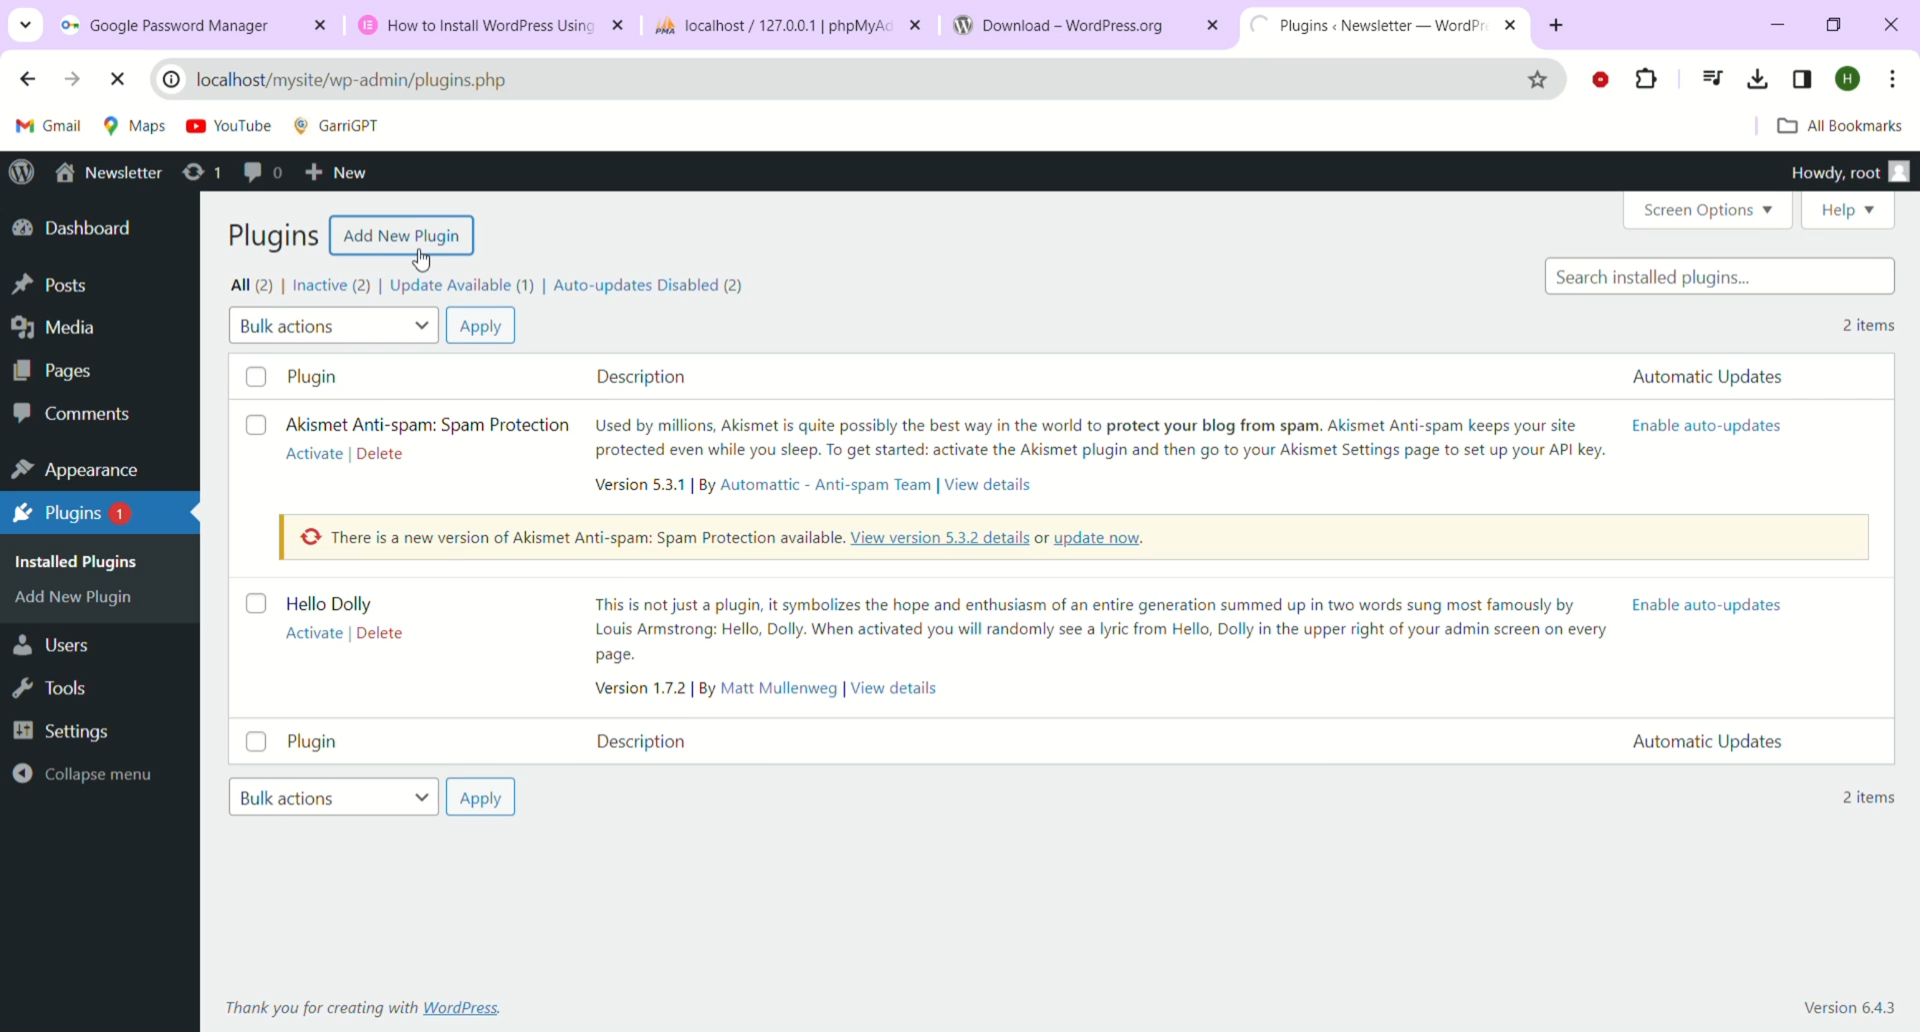 Google Password Manager
How to Install WordPress Using
localhost / 127.0.0.1 | phpMyAd
Download – WordPress.org
Plugins ‹ Newsletter — WordPr
localhost/mysite/wp-admin/plugins.php
H
Gmail
Maps
YouTube
GarriGPT
All Bookmarks
Newsletter
1
0
New
Howdy, root
Dashboard
Posts
Media
Pages
Comments
Appearance
Plugins 1
Installed Plugins
Add New Plugin
Users
Tools
Settings
Collapse menu
Screen Options
Help
Plugins
Add New Plugin
All (2) | Inactive (2) | Update Available (1) | Auto-updates Disabled (2)
Search installed plugins...
Bulk actions
Apply
2 items
Plugin
Description
Automatic Updates
Akismet Anti-spam: Spam Protection
Activate | Delete
Used by millions, Akismet is quite possibly the best way in the world to protect your blog from spam. Akismet Anti-spam keeps your site
protected even while you sleep. To get started: activate the Akismet plugin and then go to your Akismet Settings page to set up your API key.
Version 5.3.1 | By Automattic - Anti-spam Team | View details
Enable auto-updates
There is a new version of Akismet Anti-spam: Spam Protection available. View version 5.3.2 details or update now.
Hello Dolly
Activate | Delete
This is not just a plugin, it symbolizes the hope and enthusiasm of an entire generation summed up in two words sung most famously by
Louis Armstrong: Hello, Dolly. When activated you will randomly see a lyric from Hello, Dolly in the upper right of your admin screen on every
page.
Version 1.7.2 | By Matt Mullenweg | View details
Enable auto-updates
Plugin
Description
Automatic Updates
Bulk actions
Apply
2 items
Thank you for creating with WordPress.
Version 6.4.3